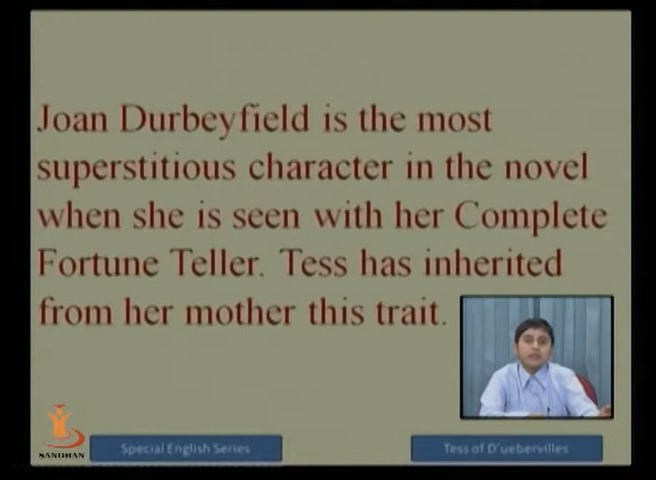 Joan Durbeyfield is the most
superstitious character in the novel
when she is seen with her Complete
Fortune Teller. Tess has inherited
from her mother this trait.
SANDHAN
Special English Series
Tess of D'uebervilles